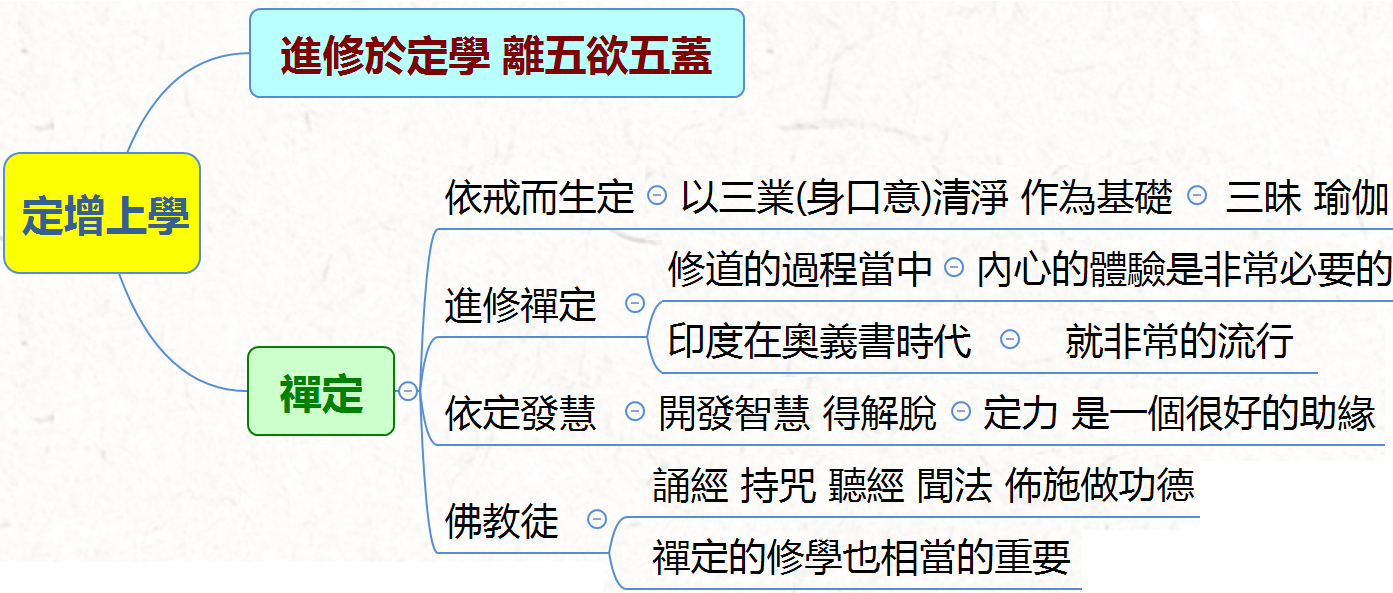 進修於定學 離五欲五蓋
定增上學
禪定
依戒而生定 以三業(身口意)清淨 作為基礎 三昧 瑜伽
進修禪定
修道的過程當中 內心的體驗是非常必要的
印度在奧義書時代 就非常的流行
依定發慧 開發智慧 得解脫 定力 是一個很好的助緣
佛教徒
誦經 持咒 聽經 聞法 佈施做功德
禪定的修學也相當的重要